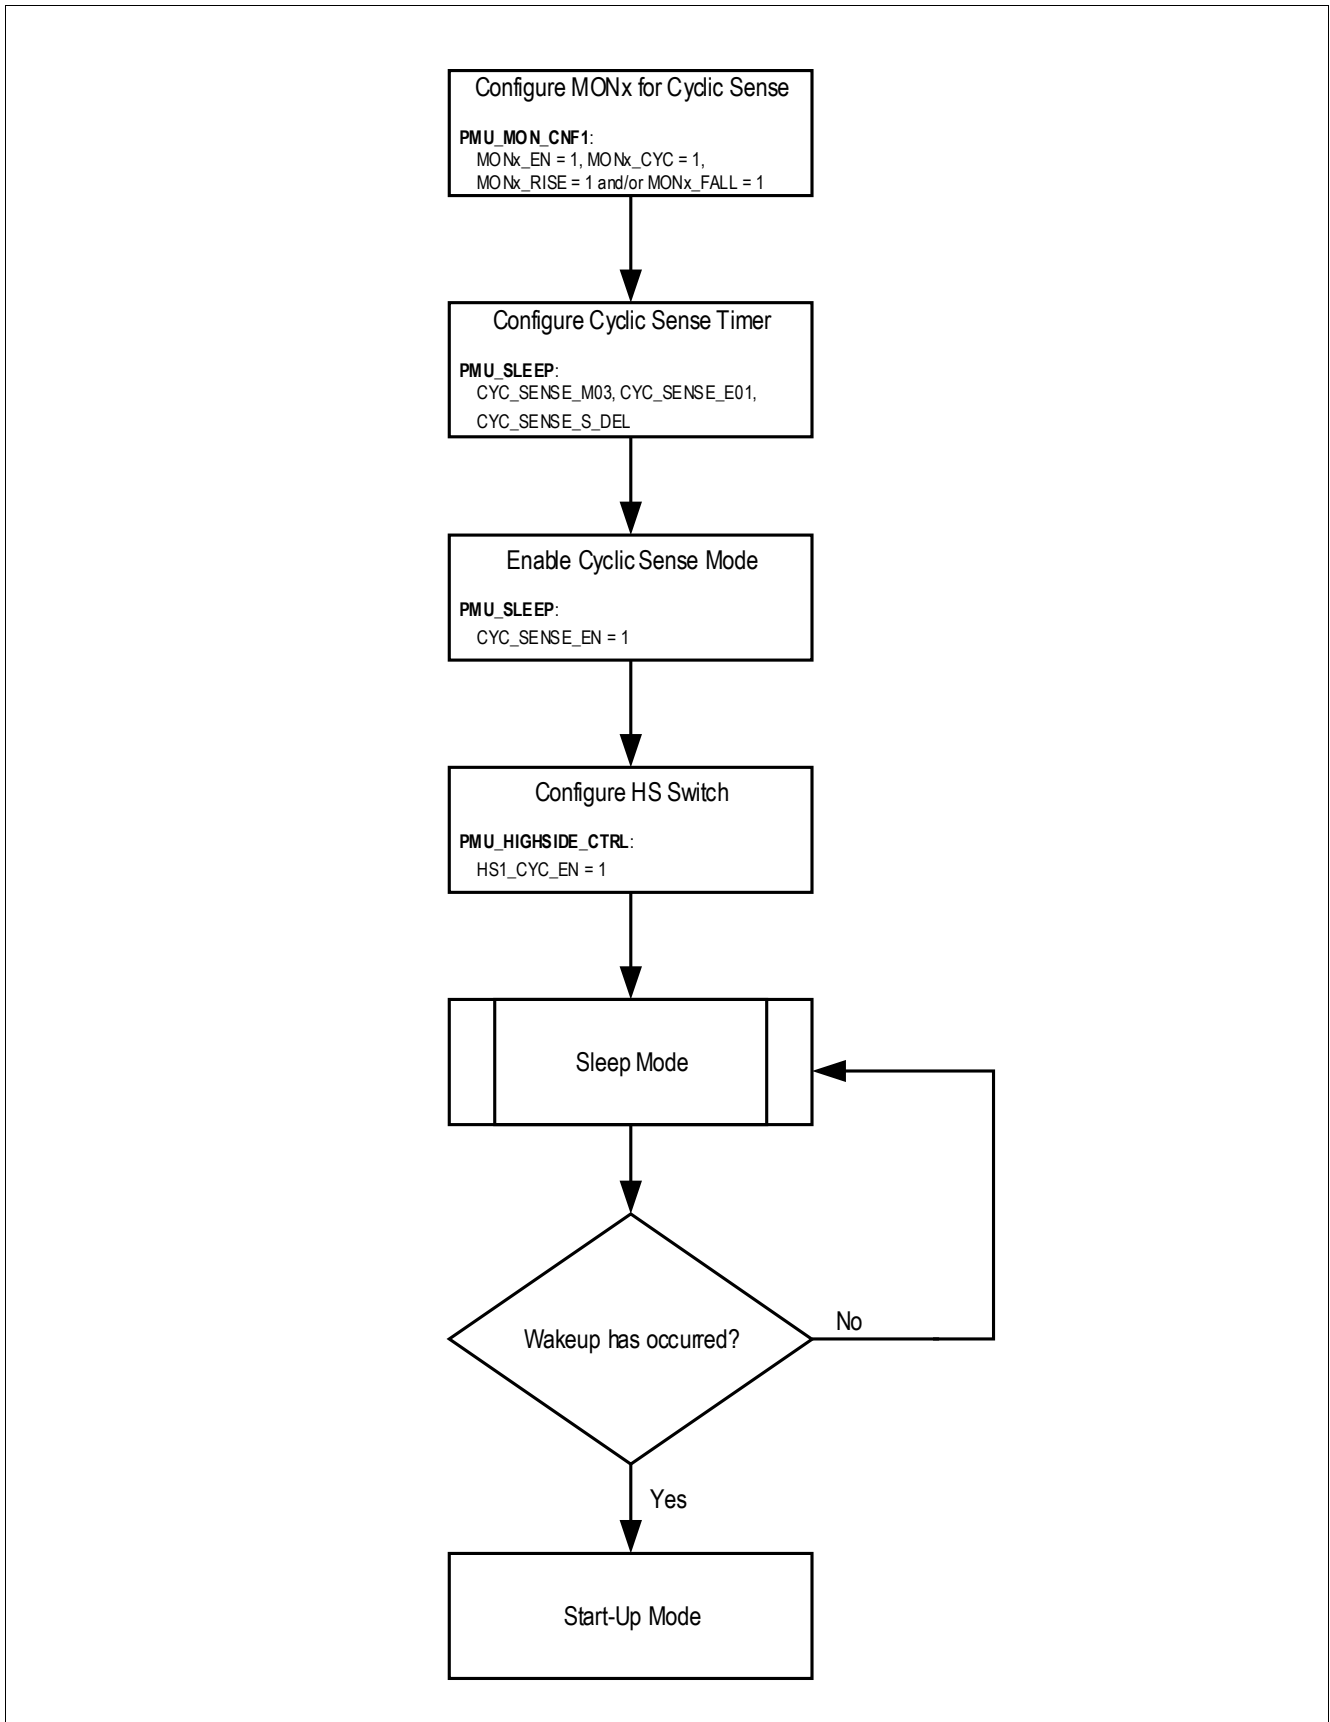 Configure MONx for Cyclic Sense
PMU_MON_CNF1:
MONx_EN = 1, MONx_CYC = 1,
MONx_RISE = 1 and/or MONx_FALL = 1
Configure Cyclic Sense Timer
PMU_SLEEP:
CYC_SENSE_M03, CYC_SENSE_E01,
CYC_SENSE_S_DEL
Enable Cyclic Sense Mode
PMU_SLEEP:
CYC_SENSE_EN = 1
Configure HS Switch
PMU_HIGHSIDE_CTRL:
HS1_CYC_EN = 1
Sleep Mode
Wakeup has occurred?
No
Yes
Start-Up Mode